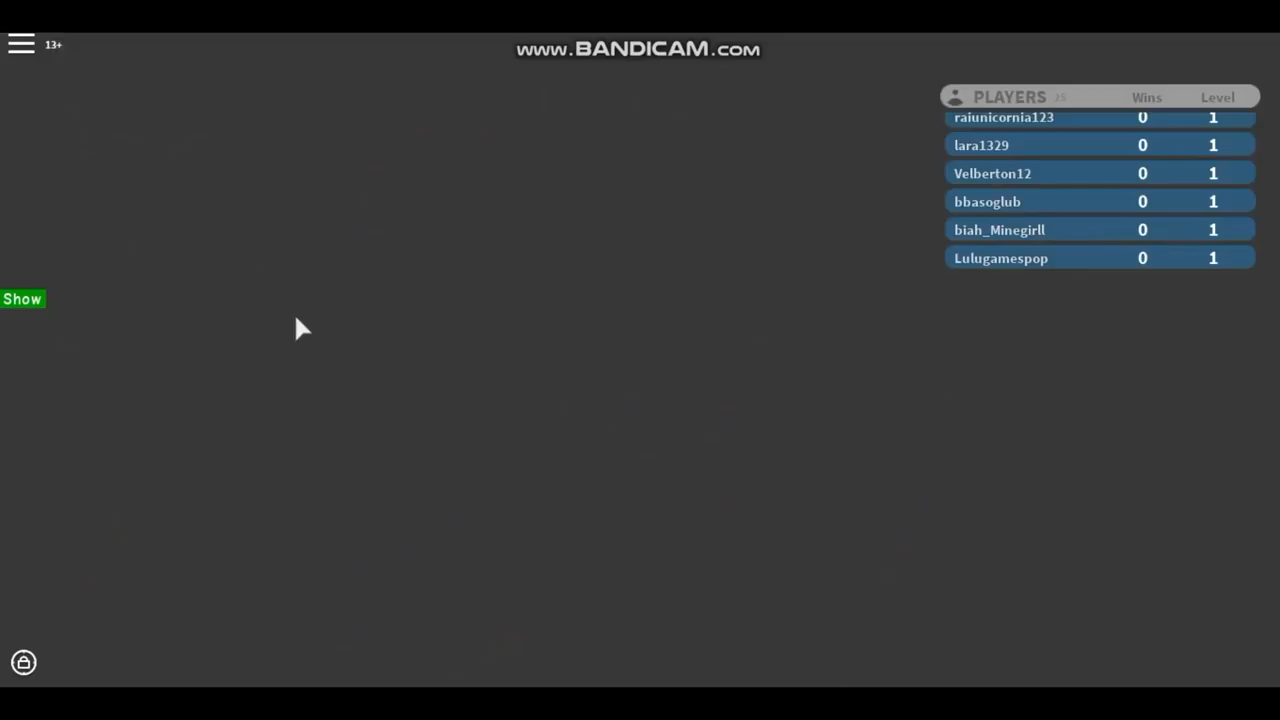 13+
www.BANDICAM.com
PLAYERS 25 Wins Level
raiunicornia123 0 1
lara1329 0 1
Velberton12 0 1
bbasoglub 0 1
biah_Minegirll 0 1
Lulugamespop 0 1
Show